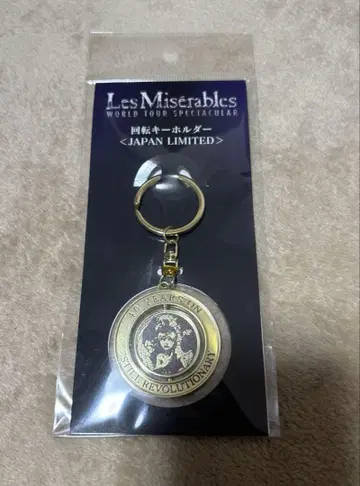 Les Misérables
WORLD TOUR SPECTACULAR
回転キーホルダー
<JAPAN LIMITED>
40 YEARS ON
STILL REVOLUTIONARY